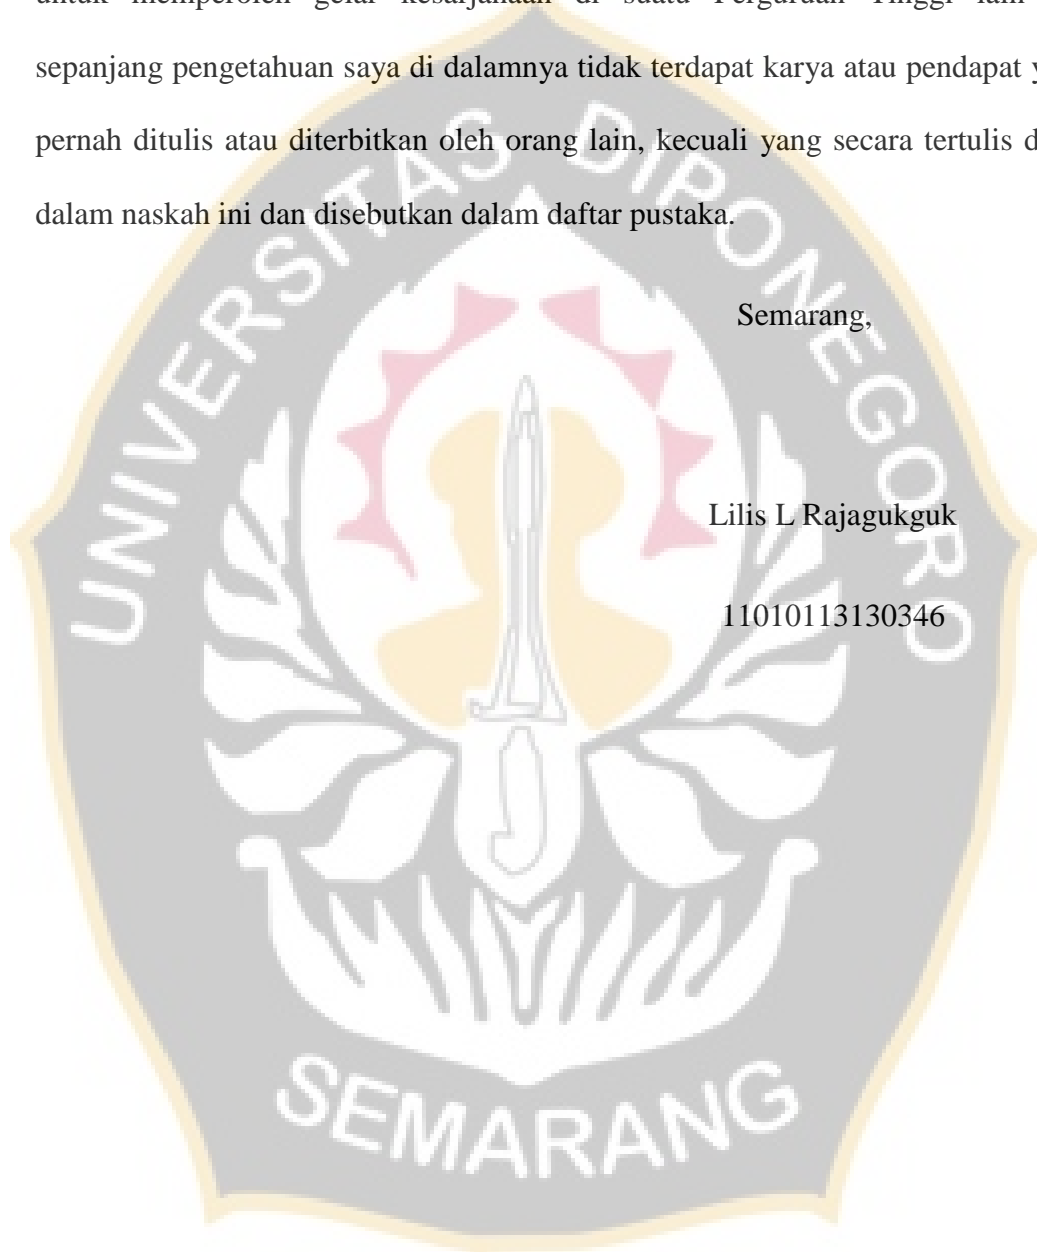 untuk memperoleh gelar kesarjanaan di suatu Perguruan Tinggi lain
sepanjang pengetahuan saya di dalamnya tidak terdapat karya atau pendapat y
pernah ditulis atau diterbitkan oleh orang lain, kecuali yang secara tertulis d
dalam naskah ini dan disebutkan dalam daftar pustaka.
Semarang,
Lilis L Rajagukguk
11010113130346
UNIVERSITAS DIPONEGORO
SEMARANG